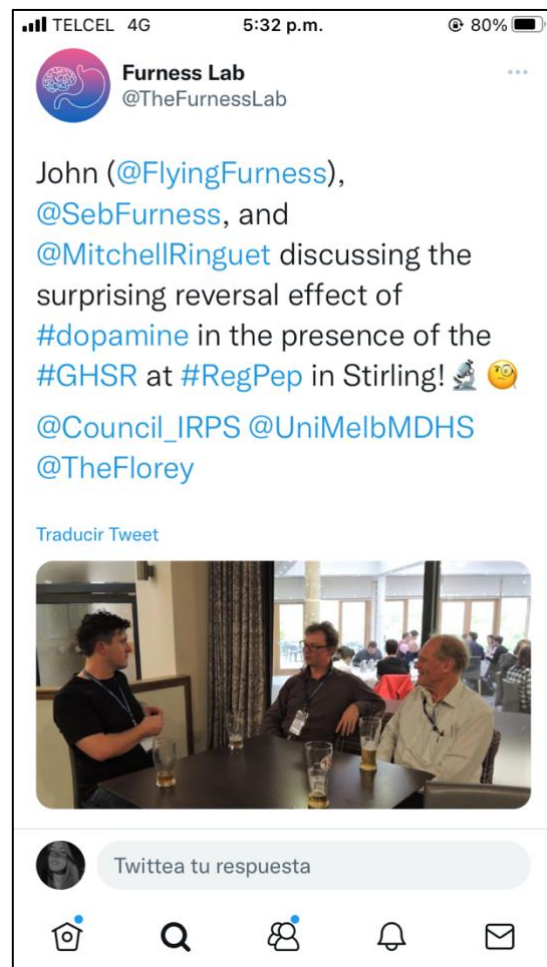 TELCEL 4G 5:32 p.m. 80%
Furness Lab
@TheFurnessLab
John (@FlyingFurness),
@SebFurness, and
@MitchellRinguet discussing the
surprising reversal effect of
#dopamine in the presence of the
#GHSR at #RegPep in Stirling! 🔬 🧐
@Council_IRPS @UniMelbMDHS
@TheFlorey
Traducir Tweet
Twittea tu respuesta